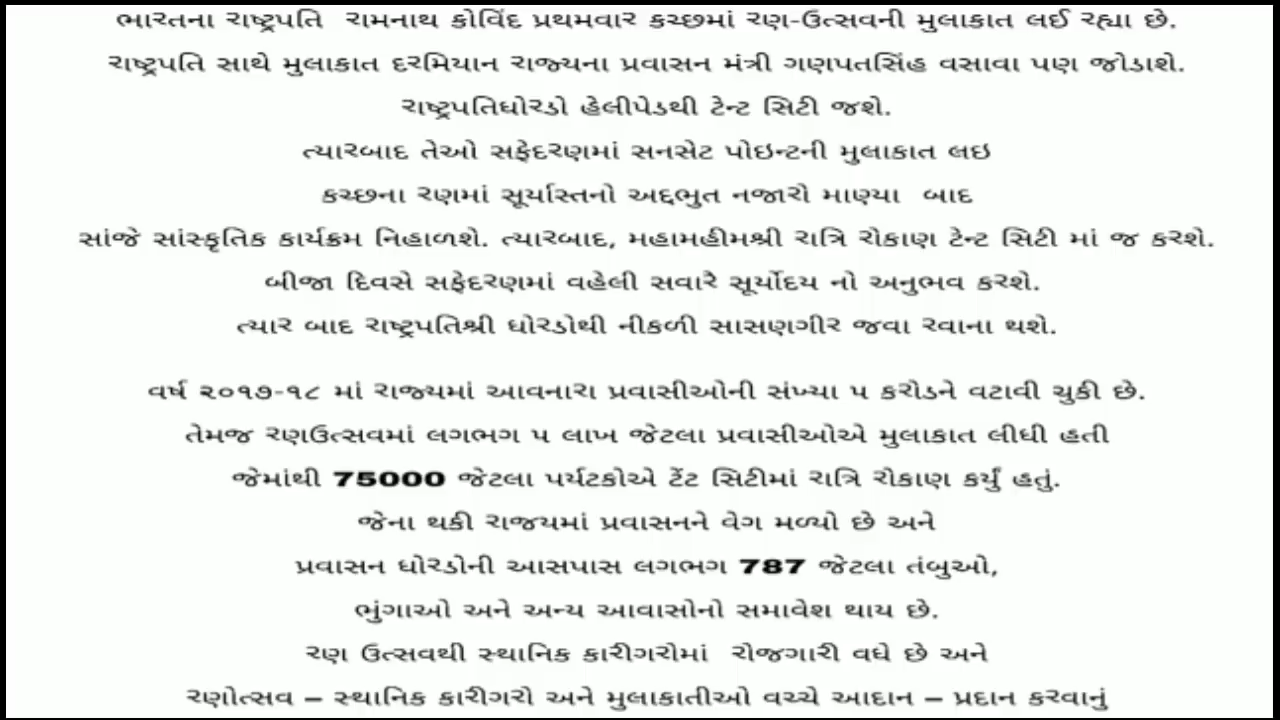 ભારતના રાષ્ટ્રપતિ રામનાથ કોવિંદ પ્રથમવાર કચ્છમાં રણ-ઉત્સવની મુલાકાત લઈ રહ્યા છે.
રાષ્ટ્રપતિ સાથે મુલાકાત દરમિયાન રાજ્યના પ્રવાસન મંત્રી ગણપતસિંહ વસાવા પણ જોડાશે.
રાષ્ટ્રપતિધોરડો હેલીપેડથી ટેન્ટ સિટી જશે.
ત્યારબાદ તેઓ સફેદરણમાં સનસેટ પોઇન્ટની મુલાકાત લઇ
કચ્છના રણમાં સૂર્યાસ્તનો અદ્દભુત નજારો માણ્યા બાદ
સાંજે સાંસ્કૃતિક કાર્યક્રમ નિહાળશે. ત્યારબાદ, મહામહીમશ્રી રાત્રિ રોકાણ ટેન્ટ સિટી માં જ કરશે.
બીજા દિવસે સફેદરણમાં વહેલી સવારે સૂર્યોદય નો અનુભવ કરશે.
ત્યાર બાદ રાષ્ટ્રપતિશ્રી ધોરડોથી નીકળી સાસણગીર જવા રવાના થશે.
વર્ષ ૨૦૧૭-૧૮ માં રાજ્યમાં આવનારા પ્રવાસીઓની સંખ્યા ૫ કરોડને વટાવી ચુકી છે.
તેમજ રણઉત્સવમાં લગભગ ૫ લાખ જેટલા પ્રવાસીઓએ મુલાકાત લીધી હતી
જેમાંથી 75000 જેટલા પર્યટકોએ ટેંટ સિટીમાં રાત્રિ રોકાણ કર્યું હતું.
જેના થકી રાજયમાં પ્રવાસનને વેગ મળ્યો છે અને
પ્રવાસન ધોરડોની આસપાસ લગભગ 787 જેટલા તંબુઓ,
ભુંગાઓ અને અન્ય આવાસોનો સમાવેશ થાય છે.
રણ ઉત્સવથી સ્થાનિક કારીગરોમાં રોજગારી વધે છે અને
રણોત્સવ – સ્થાનિક કારીગરો અને મુલાકાતીઓ વચ્ચે આદાન – પ્રદાન કરવાનું